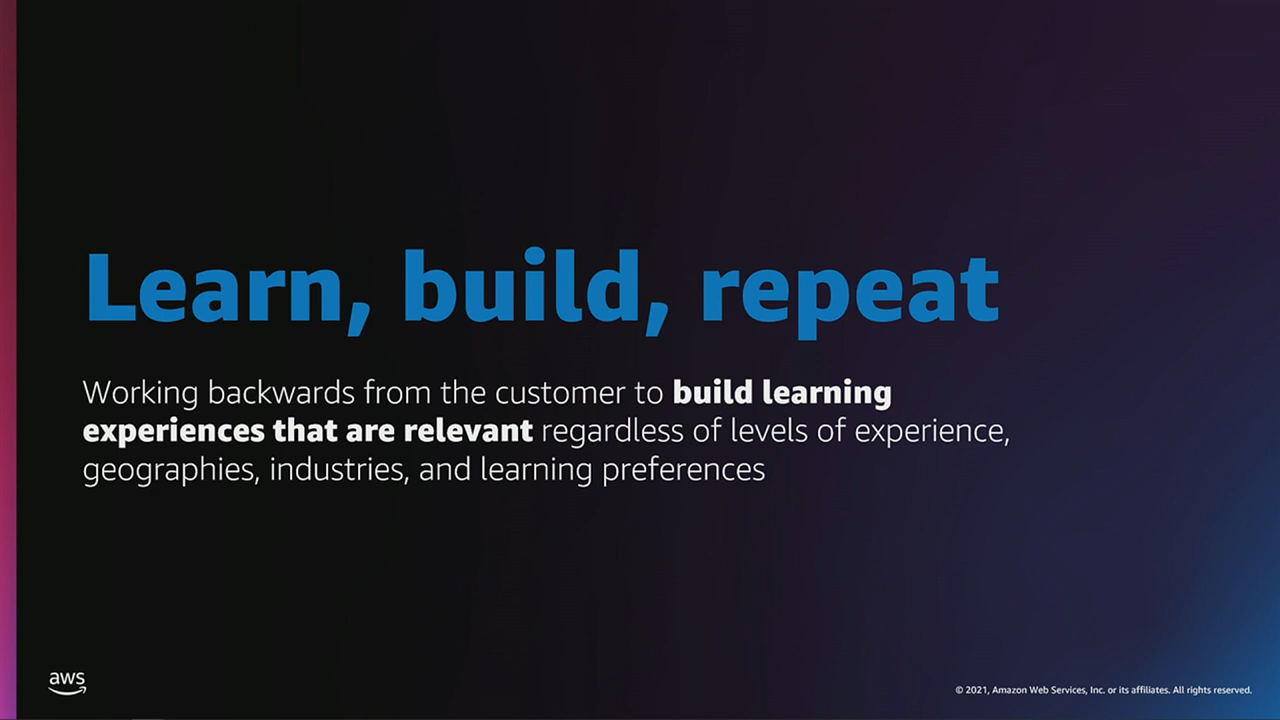 Learn, build, repeat
Working backwards from the customer to build learning
experiences that are relevant regardless of levels of experience,
geographies, industries, and learning preferences
aws
© 2021, Amazon Web Services, Inc. or its affiliates. All rights reserved.